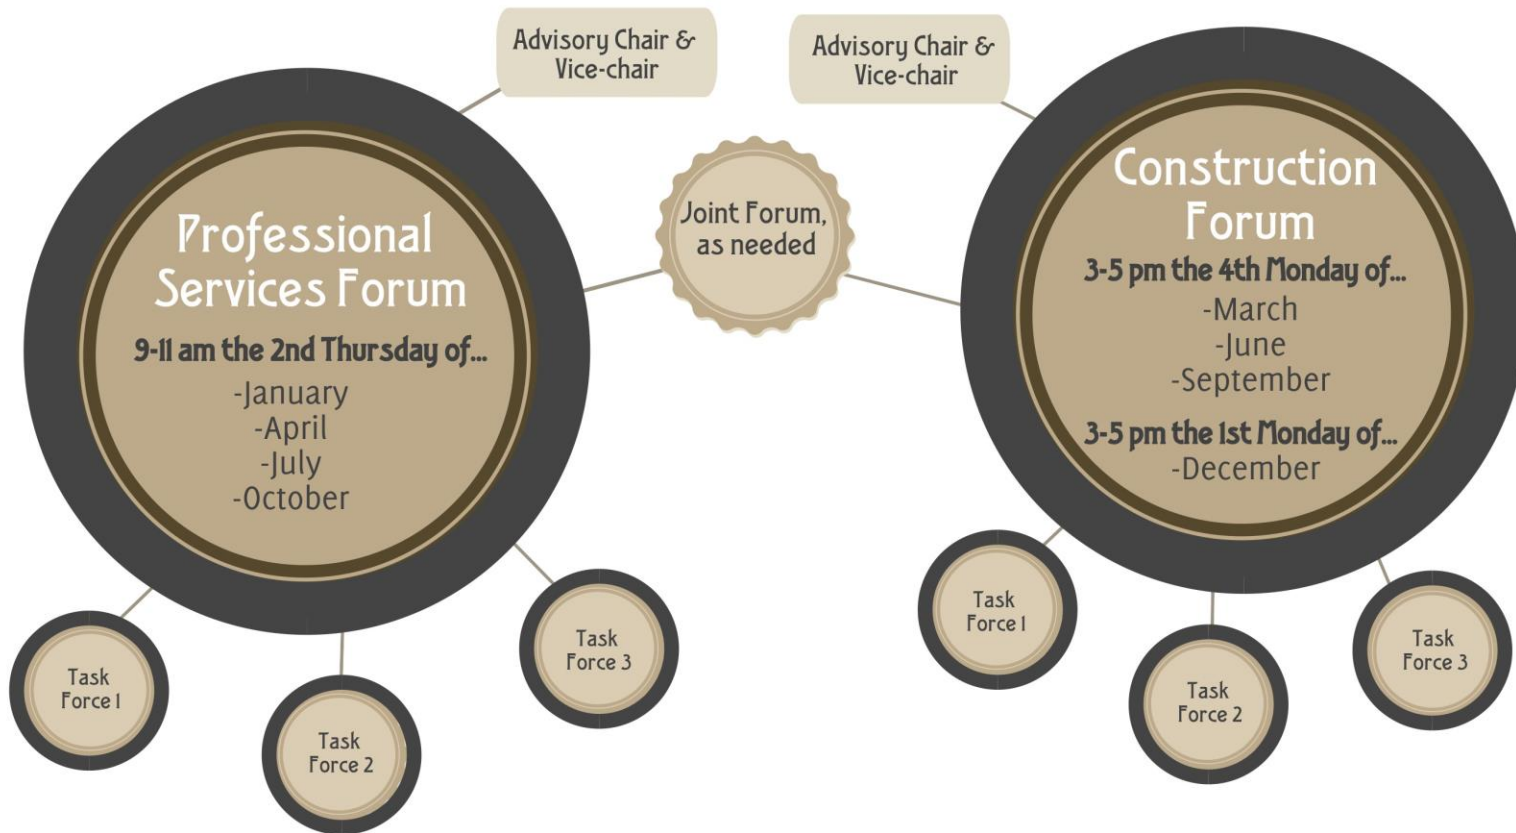 Advisory Chair &
Vice-chair
Advisory Chair &
Vice-chair
Professional
Services Forum
9-11 am the 2nd Thursday of...
-January
-April
-July
-October
Joint Forum,
as needed
Construction
Forum
3-5 pm the 4th Monday of...
-March
-June
-September
3-5 pm the 1st Monday of...
-December
Task
Force 1
Task
Force 2
Task
Force 3
Task
Force 1
Task
Force 2
Task
Force 3